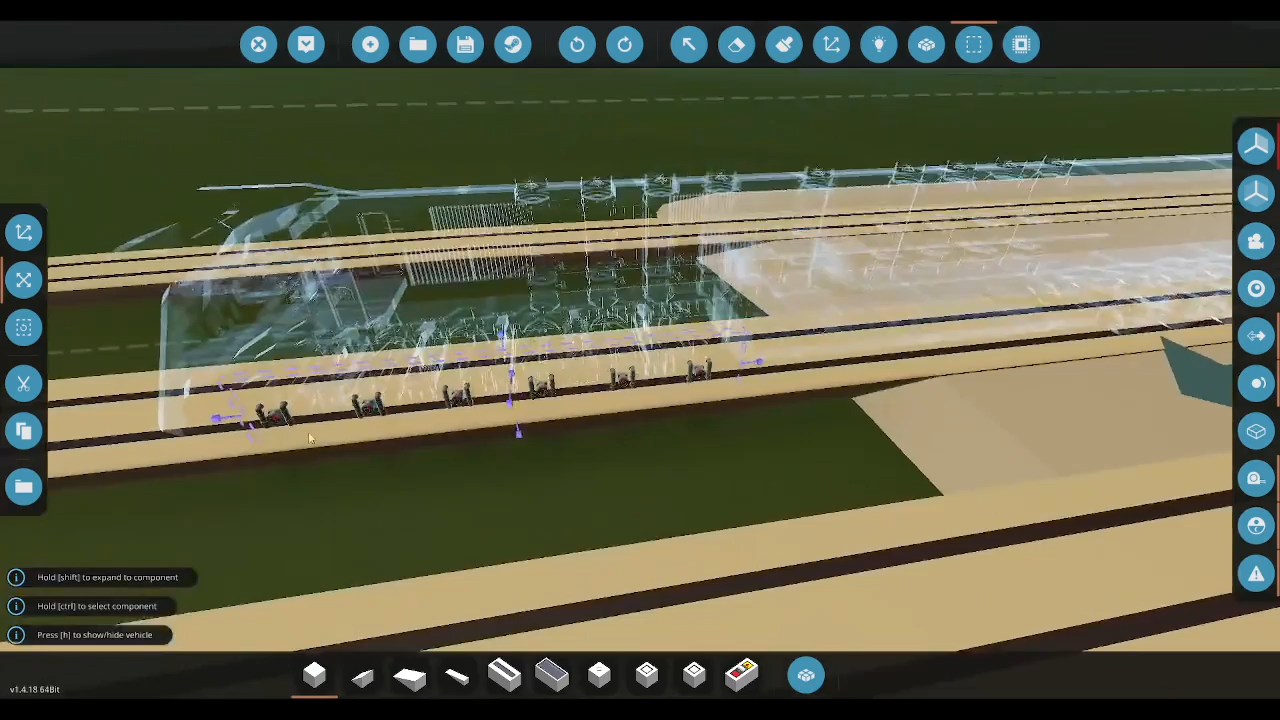 Hold [shift] to expand to component
Hold [ctrl] to select component
Press [h] to show/hide vehicle
v1.4.18 64Bit